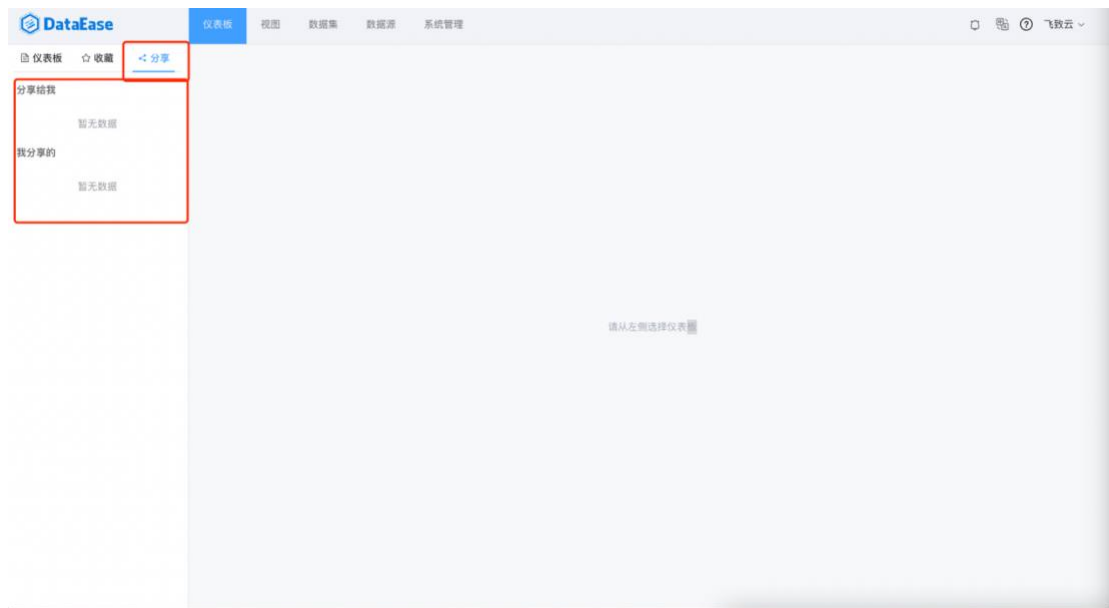 DataEase 仪表板 视图 数据集 数据源 系统管理 飞致云
仪表板 收藏 分享
分享给我
暂无数据
我分享的
暂无数据
请从左侧选择仪表板